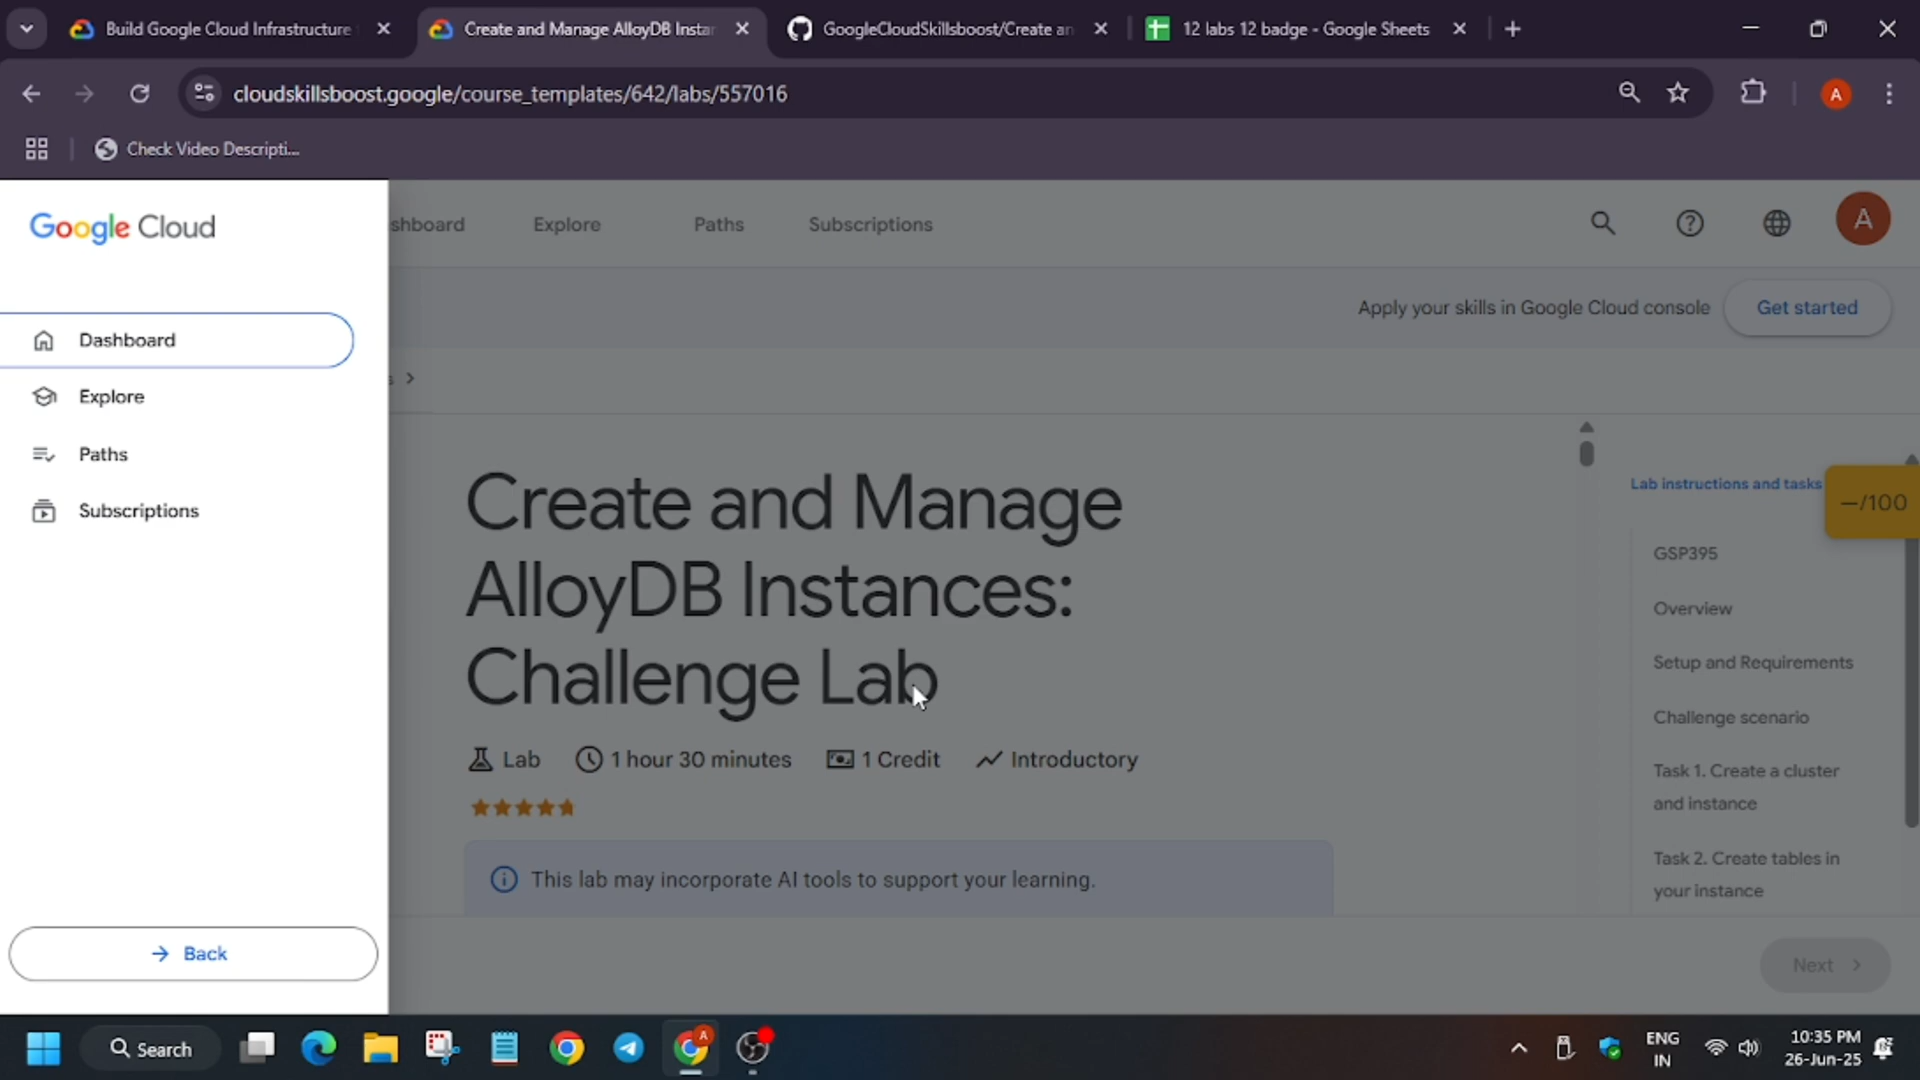 Build Google Cloud Infrastructure
Create and Manage AlloyDB Instar
GoogleCloudSkillsboost/Create an
12 labs 12 badge - Google Sheets
cloudskillsboost.google/course_templates/642/labs/557016
A
Check Video Descripti...
Google Cloud
shboard
Explore
Paths
Subscriptions
A
Apply your skills in Google Cloud console
Get started
Dashboard
Explore
Paths
Subscriptions
Back
s
Create and Manage
AlloyDB Instances:
Challenge Lab
Lab
1 hour 30 minutes
1 Credit
Introductory
This lab may incorporate AI tools to support your learning.
Lab instructions and tasks
—/100
GSP395
Overview
Setup and Requirements
Challenge scenario
Task 1. Create a cluster
and instance
Task 2. Create tables in
your instance
Next
Search
A
ENG
IN
10:35 PM
26-Jun-25